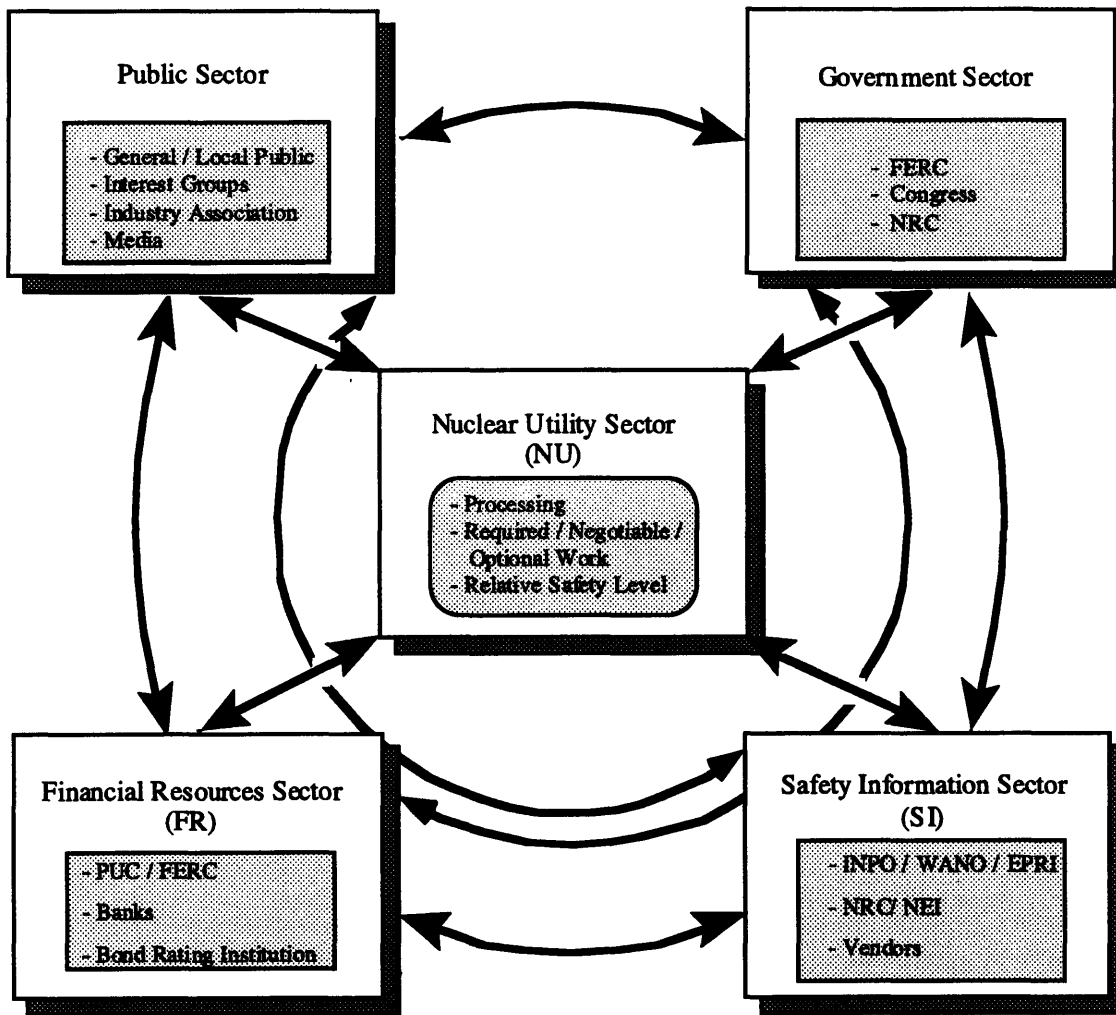 Public Sector
- General / Local Public
- Interest Groups
- Industry Association
- Media
Government Sector
- FERC
- Congress
- NRC
Nuclear Utility Sector
(NU)
- Processing
- Required / Negotiable /
Optional Work
- Relative Safety Level
Financial Resources Sector
(FR)
- PUC / FERC
- Banks
- Bond Rating Institution
Safety Information Sector
(SI)
- INPO / WANO / EPRI
- NRC/ NEI
- Vendors